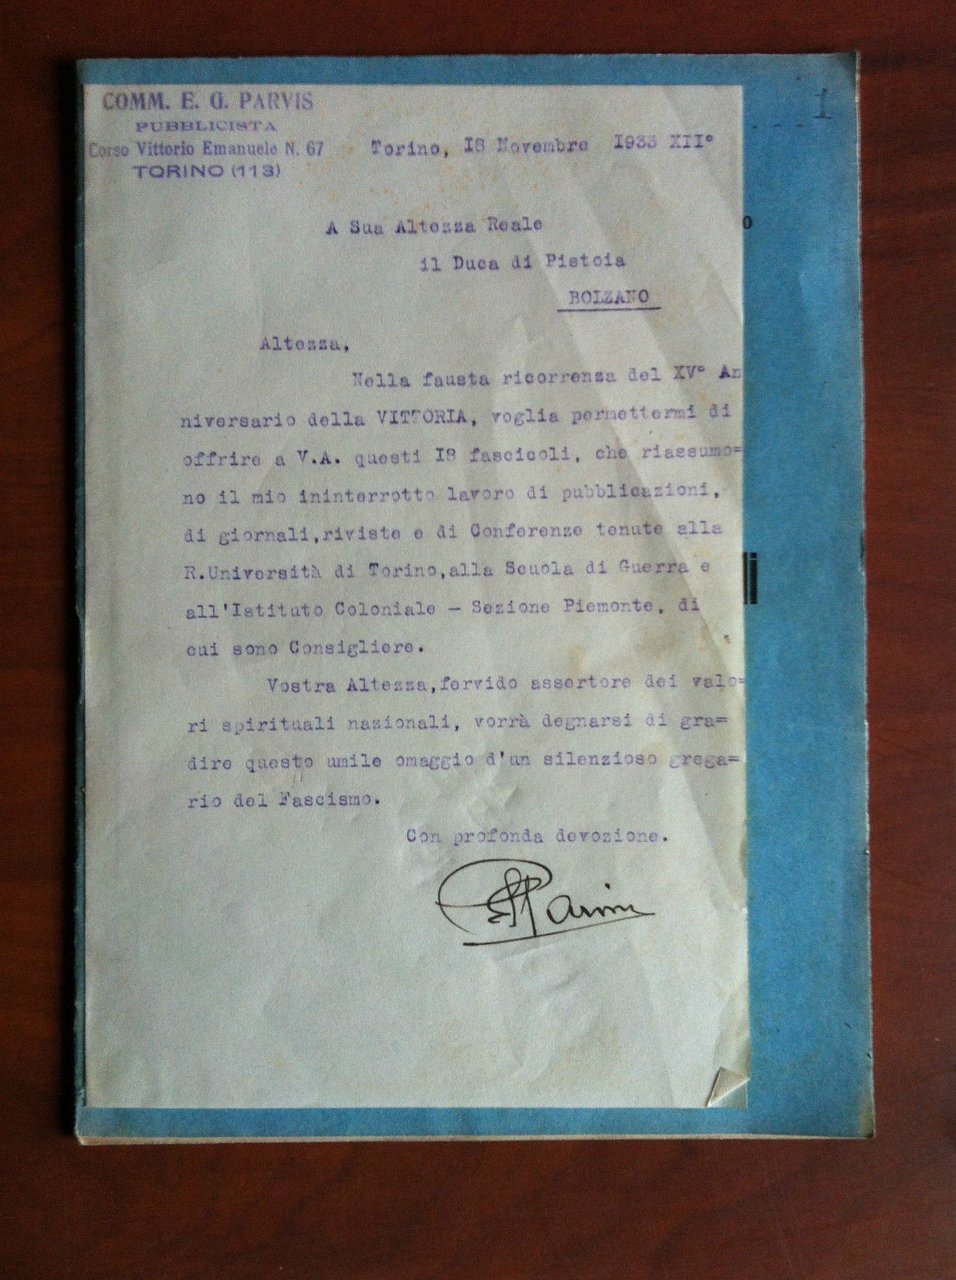 COMM. E. G. PARVIS
PUBBLICISTA
Corso Vittorio Emanuele N. 67
TORINO (113)
Torino, I8 Novembre 1933 XII°
1
A Sua Altezza Reale
il Duca di Pistoia
BOLZANO
Altezza,
Nella fausta ricorrenza del XV° An
niversario della VITTORIA, voglia permettermi di
offrire a V.A. questi I8 fascicoli, che riassumo=
no il mio ininterrotto lavoro di pubblicazioni,
di giornali,riviste e di Conferenze tenute alla
R.Università di Torino,alla Scuola di Guerra e
all'Istituto Coloniale - Sezione Piemonte, di
cui sono Consigliere.
Vostra Altezza,fervido assertore dei valo=
ri spirituali nazionali, vorrà degnarsi di gra=
dire questo umile omaggio d'un silenzioso grega=
rio del Fascismo.
Con profonda devozione.